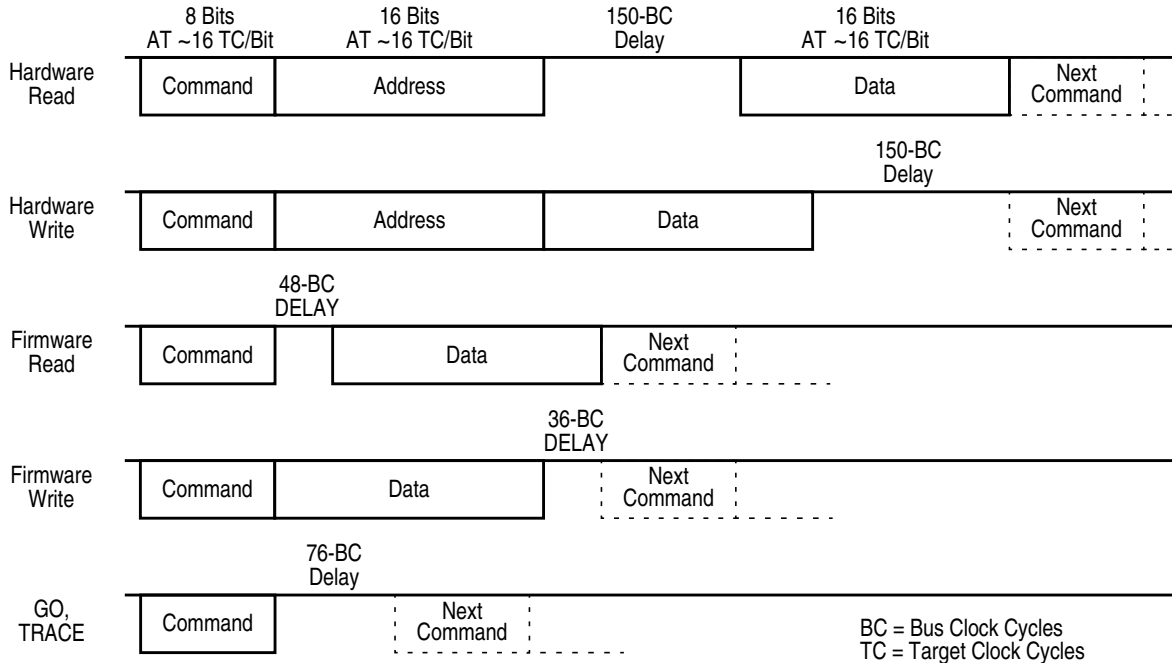 8 Bits
AT ~16 TC/Bit
16 Bits
AT ~16 TC/Bit
150-BC
Delay
16 Bits
AT ~16 TC/Bit
Hardware
Read
Command
Address
Data
Next
Command
150-BC
Delay
Hardware
Write
Command
Address
Data
Next
Command
48-BC
DELAY
Firmware
Read
Command
Data
Next
Command
36-BC
DELAY
Firmware
Write
Command
Data
Next
Command
76-BC
Delay
GO,
TRACE
Command
Next
Command
BC = Bus Clock Cycles
TC = Target Clock Cycles